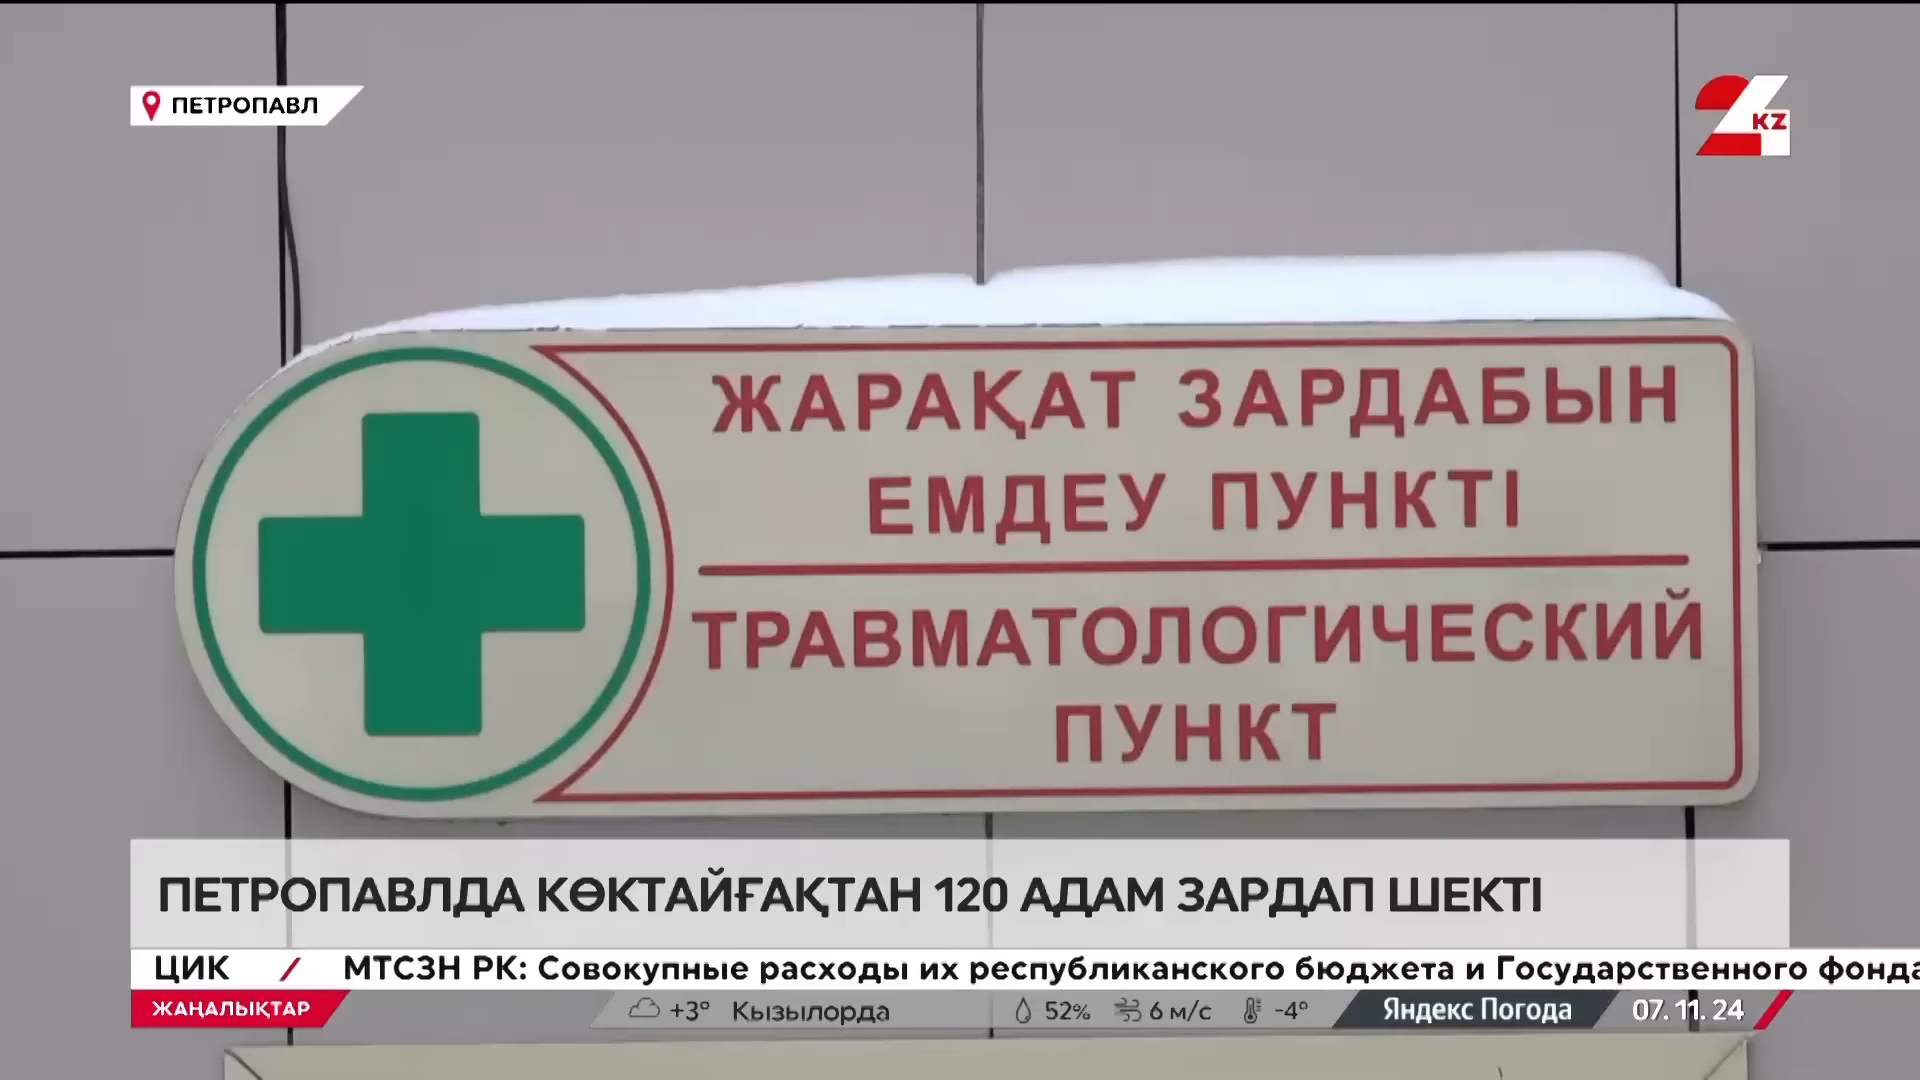 ПЕТРОПАВЛ
24 KZ
ЖАРАҚАТ ЗАРДАБЫН
ЕМДЕУ ПУНКТІ
ТРАВМАТОЛОГИЧЕСКИЙ
ПУНКТ
ПЕТРОПАВЛДА КӨКТАЙҒАҚТАН 120 АДАМ ЗАРДАП ШЕКТІ
ЦИК / МТСЗН РК: Совокупные расходы их республиканского бюджета и Государственного фонда
ЖАҢАЛЫҚТАР +3° Кызылорда 52% 6 м/с -4° Яндекс Погода 07.11.24